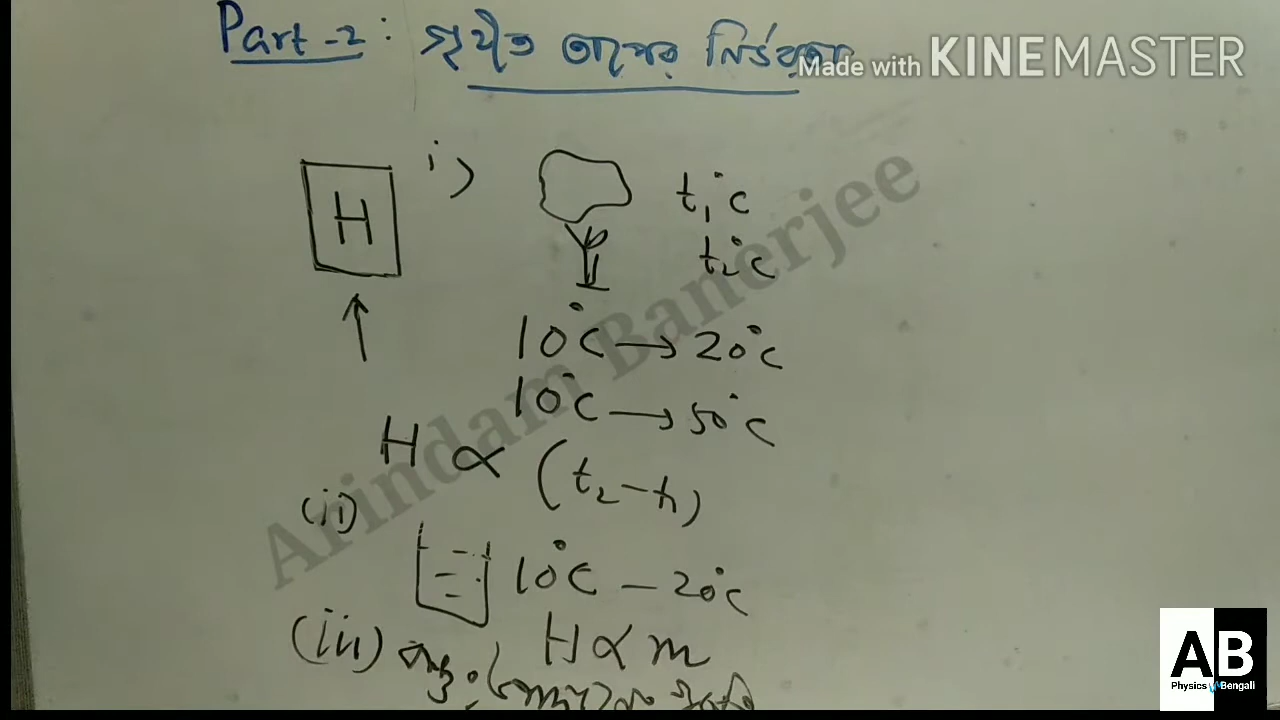 Part-2: গৃহীত তাপের নির্ভরতা
Made with KINEMASTER
H
i)
t₁°c
t₂°c
10°c → 20°c
10°c → 50°c
H ∝ (t₂ - t₁)
(ii)
10°c - 20°c
H ∝ m
(iii)
Arindam Banerjee
AB
Physics
Bengali